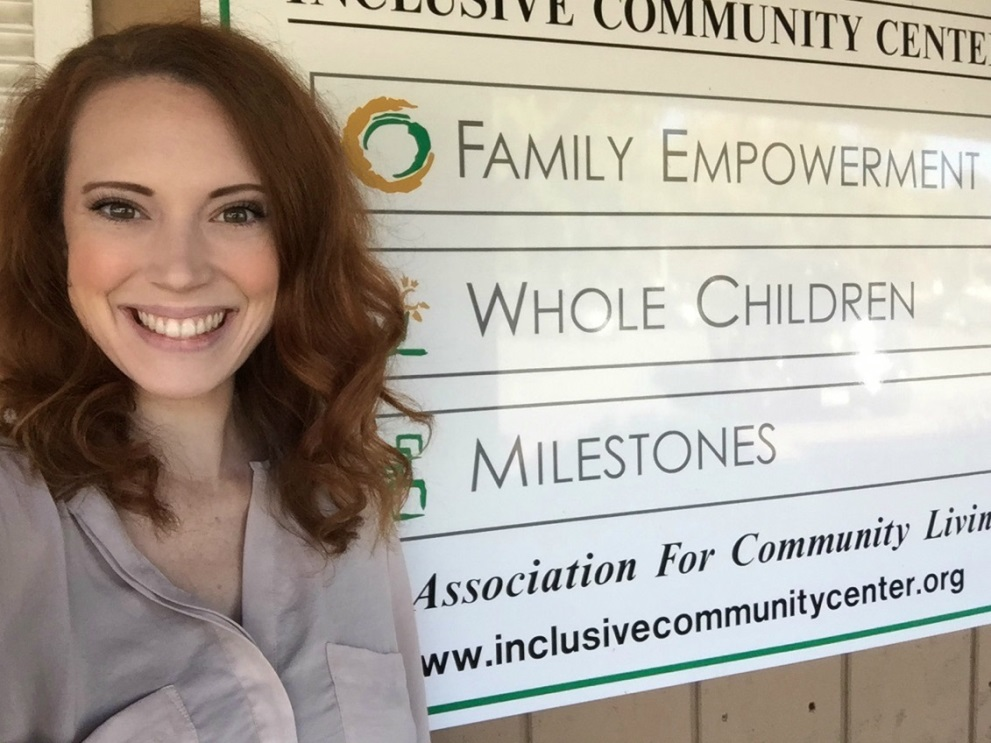 INCLUSIVE COMMUNITY CENTE
FAMILY EMPOWERMENT
WHOLE CHILDREN
MILESTONES
Association For Community Livin
ww.inclusivecommunitycenter.org